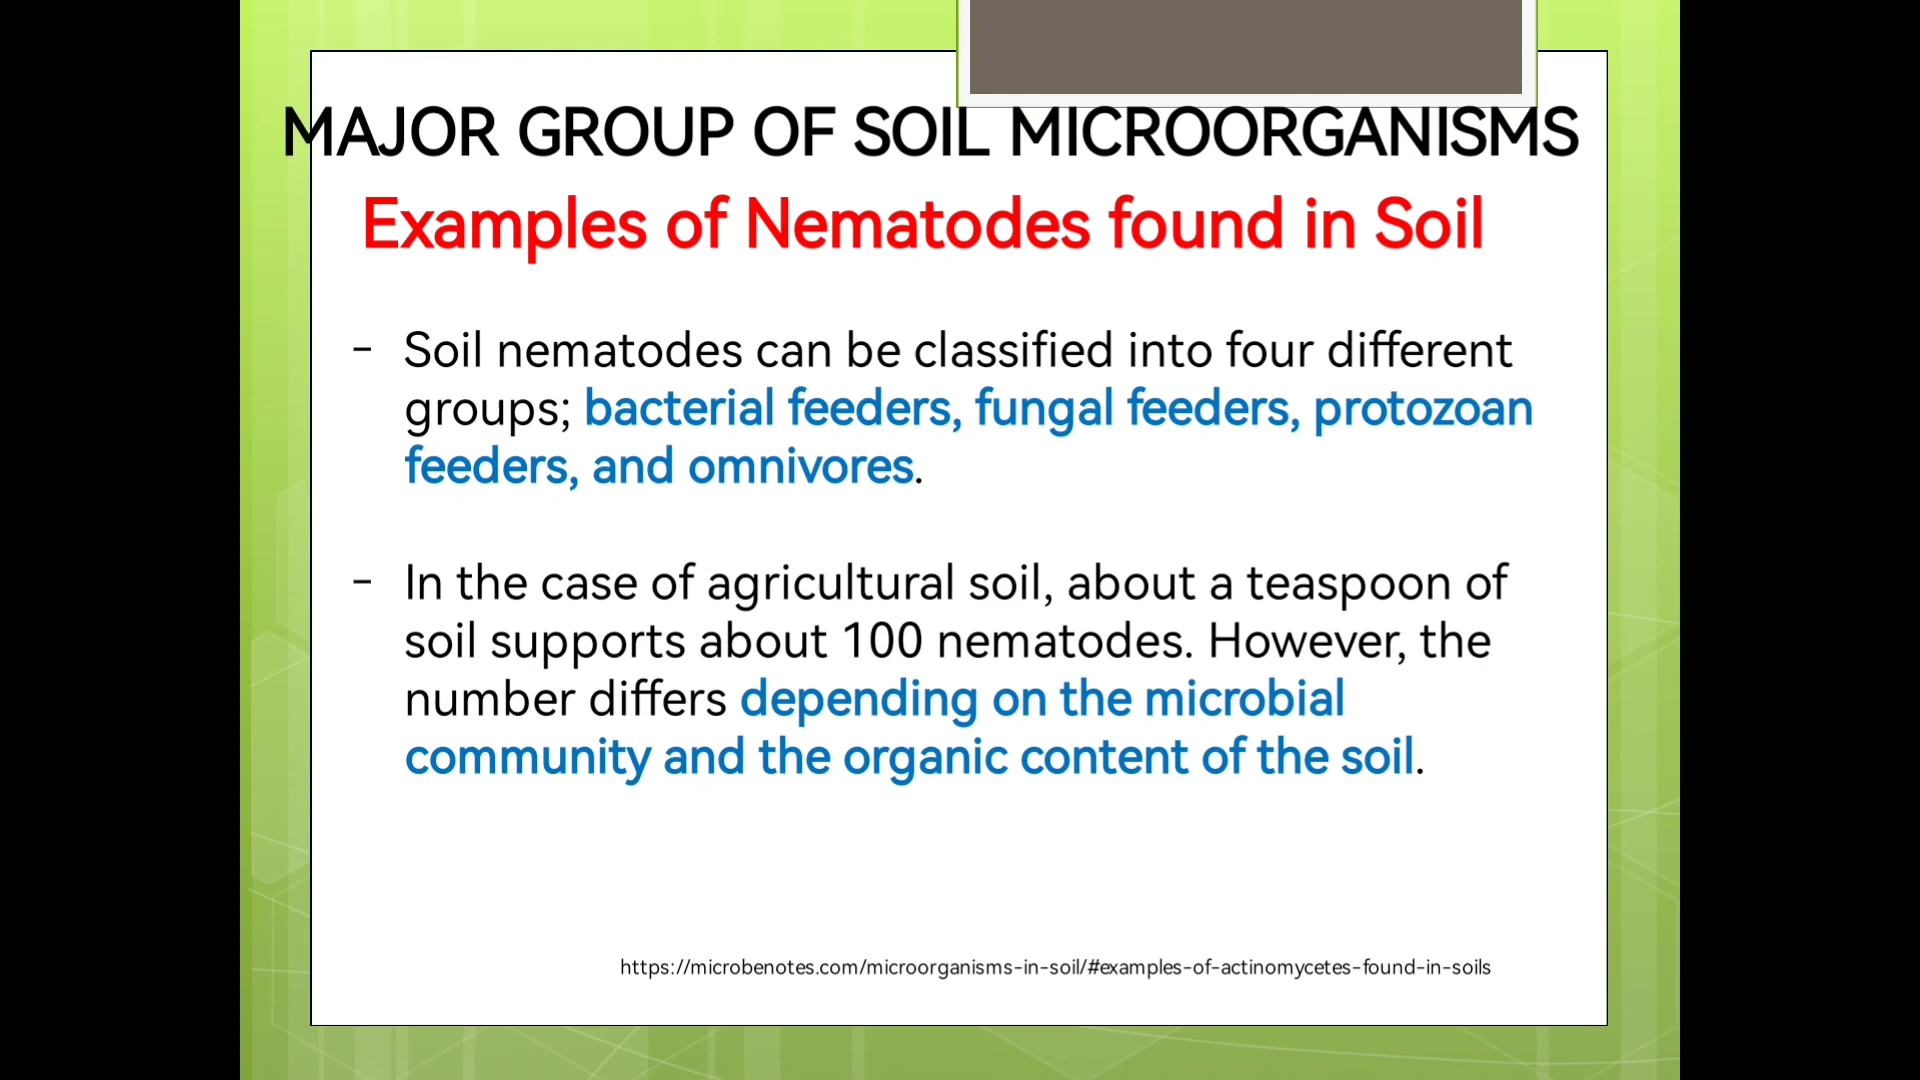 MAJOR GROUP OF SOIL MICROORGANISMS
Examples of Nematodes found in Soil
- Soil nematodes can be classified into four different
groups; bacterial feeders, fungal feeders, protozoan
feeders, and omnivores.
- In the case of agricultural soil, about a teaspoon of
soil supports about 100 nematodes. However, the
number differs depending on the microbial
community and the organic content of the soil.
https://microbenotes.com/microorganisms-in-soil/#examples-of-actinomycetes-found-in-soils